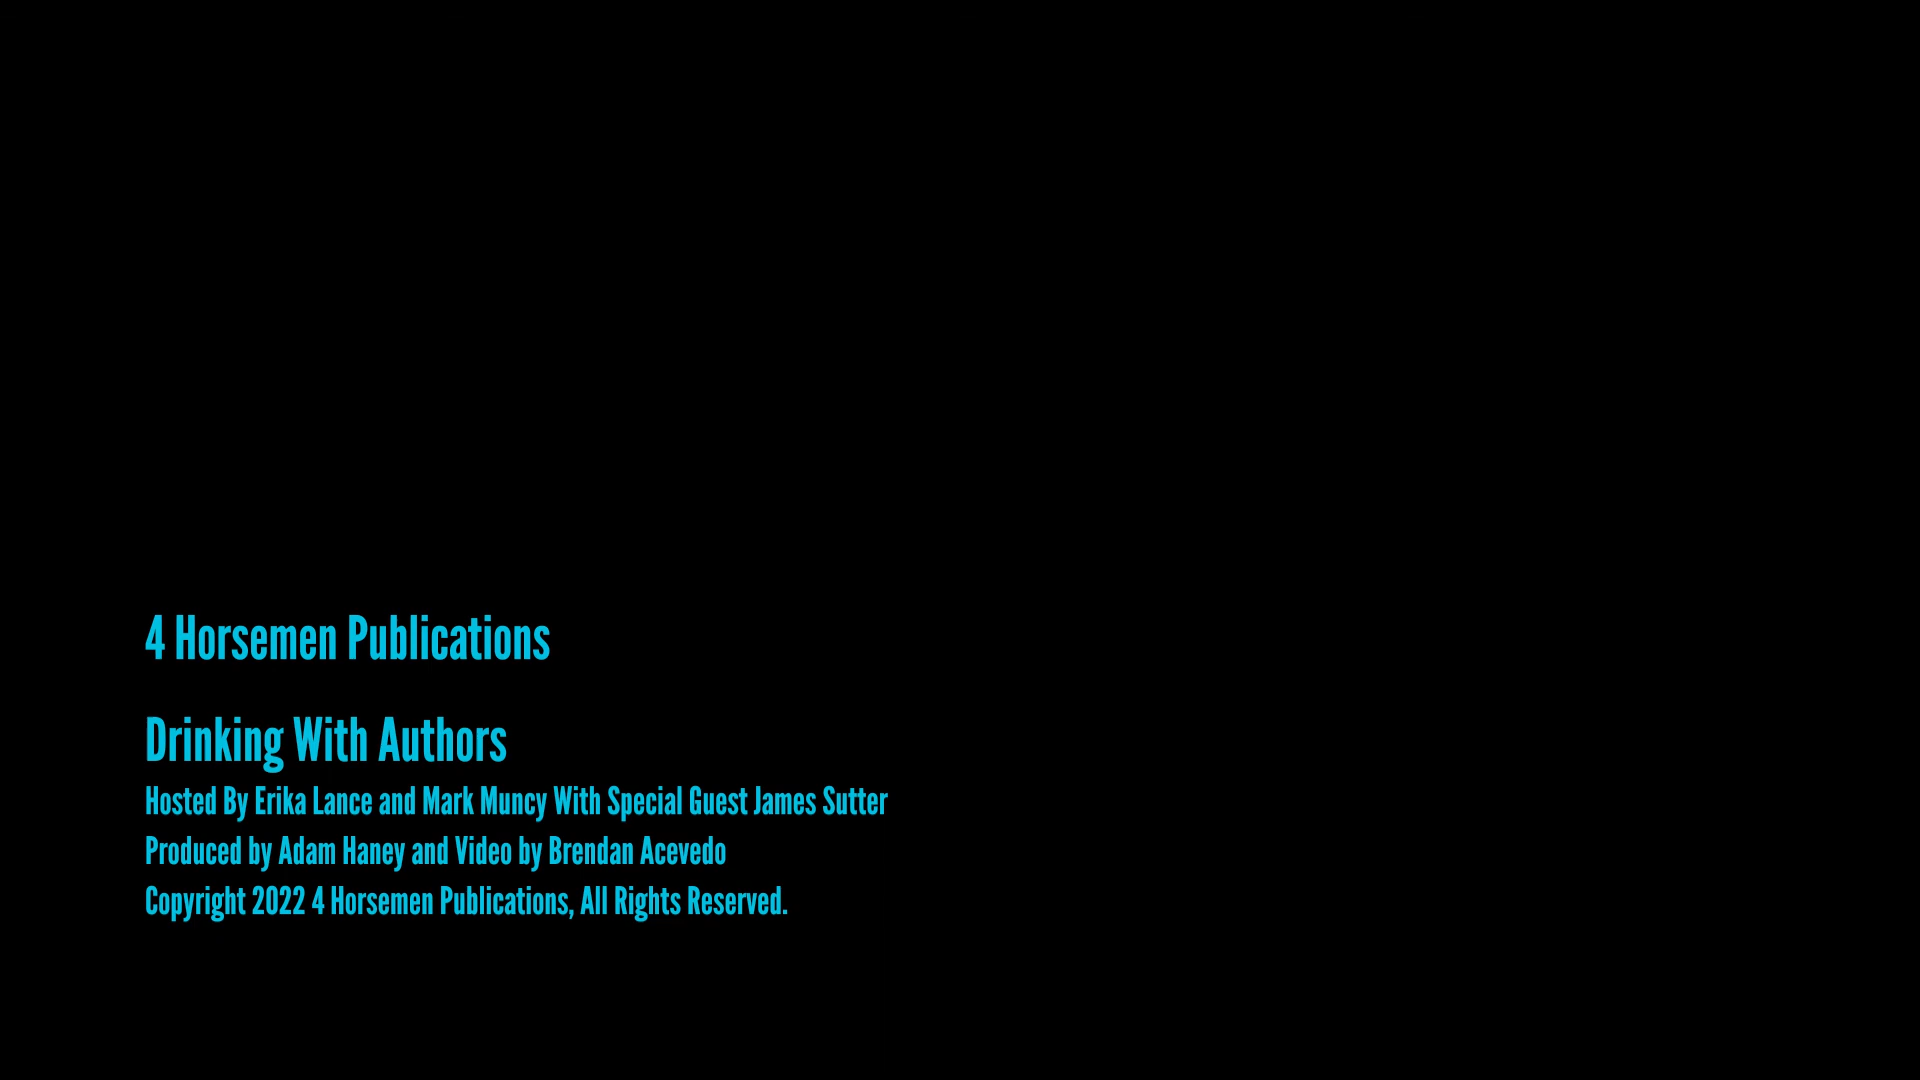 4 Horsemen Publications
Drinking With Authors
Hosted By Erika Lance and Mark Muncy With Special Guest James Sutter
Produced by Adam Haney and Video by Brendan Acevedo
Copyright 2022 4 Horsemen Publications, All Rights Reserved.